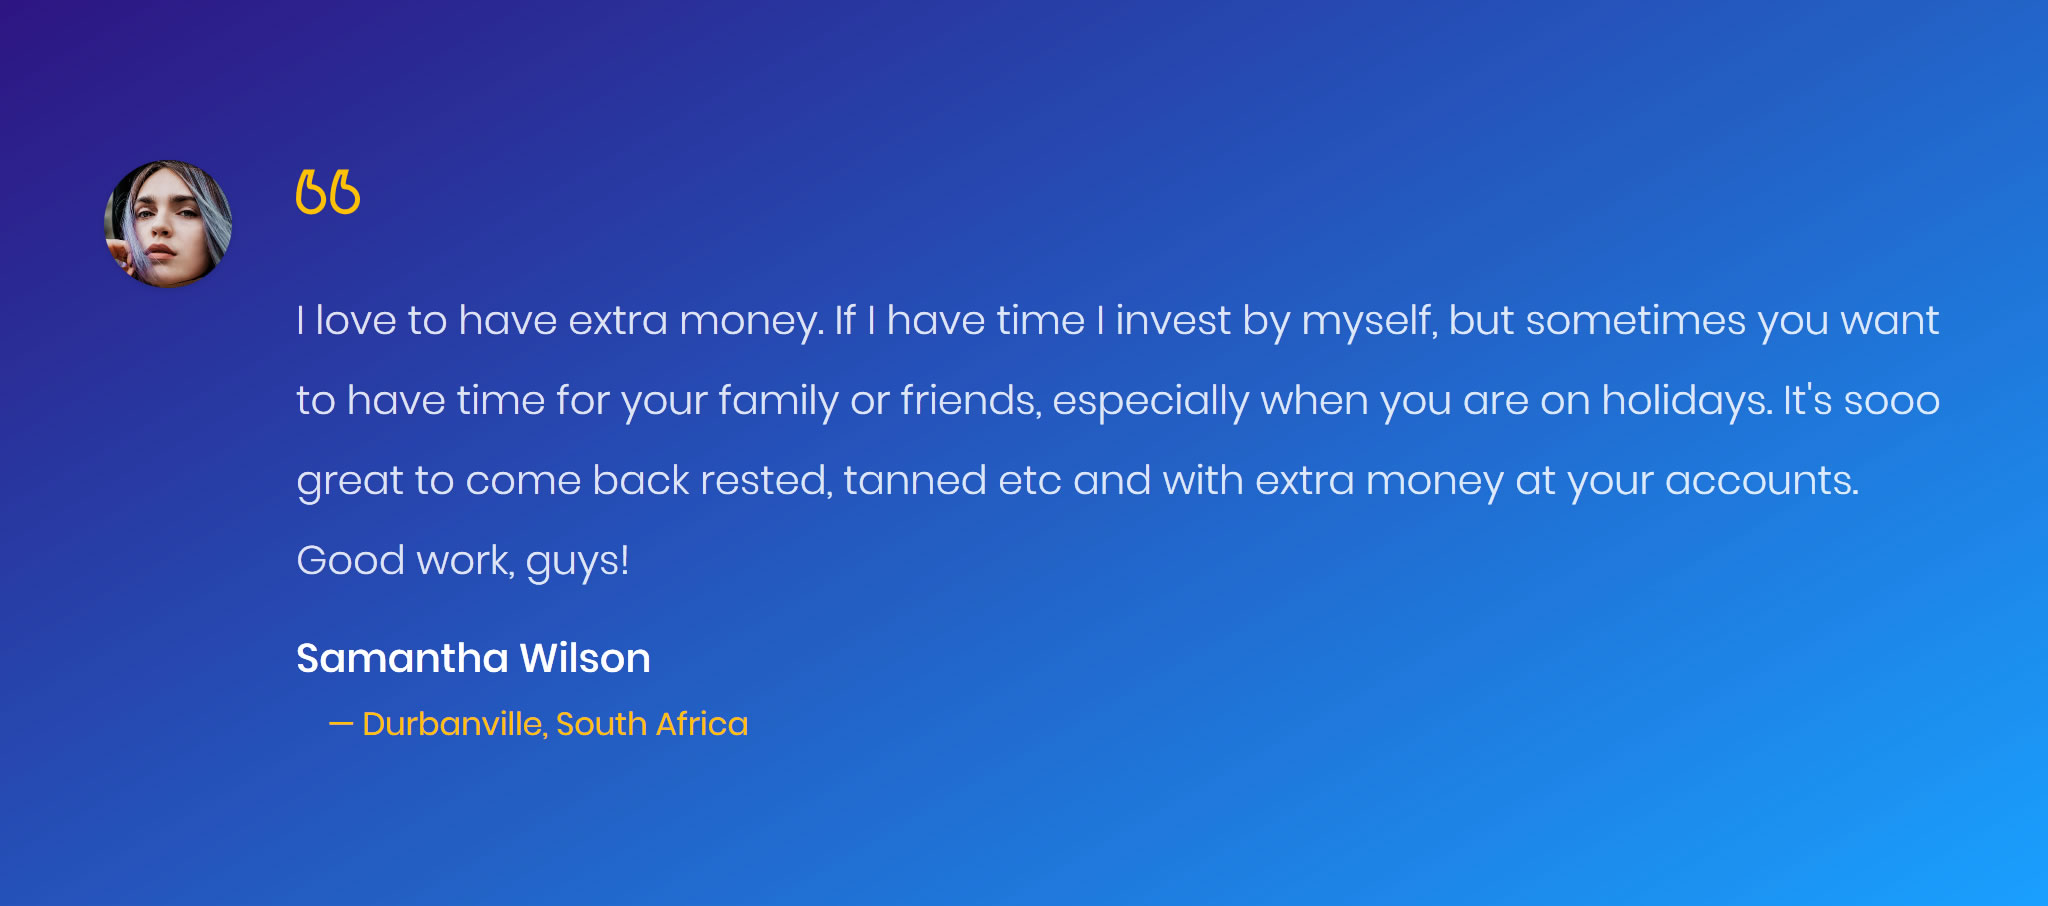 “
I love to have extra money. If I have time I invest by myself, but sometimes you want
to have time for your family or friends, especially when you are on holidays. It's sooo
great to come back rested, tanned etc and with extra money at your accounts.
Good work, guys!
Samantha Wilson
— Durbanville, South Africa